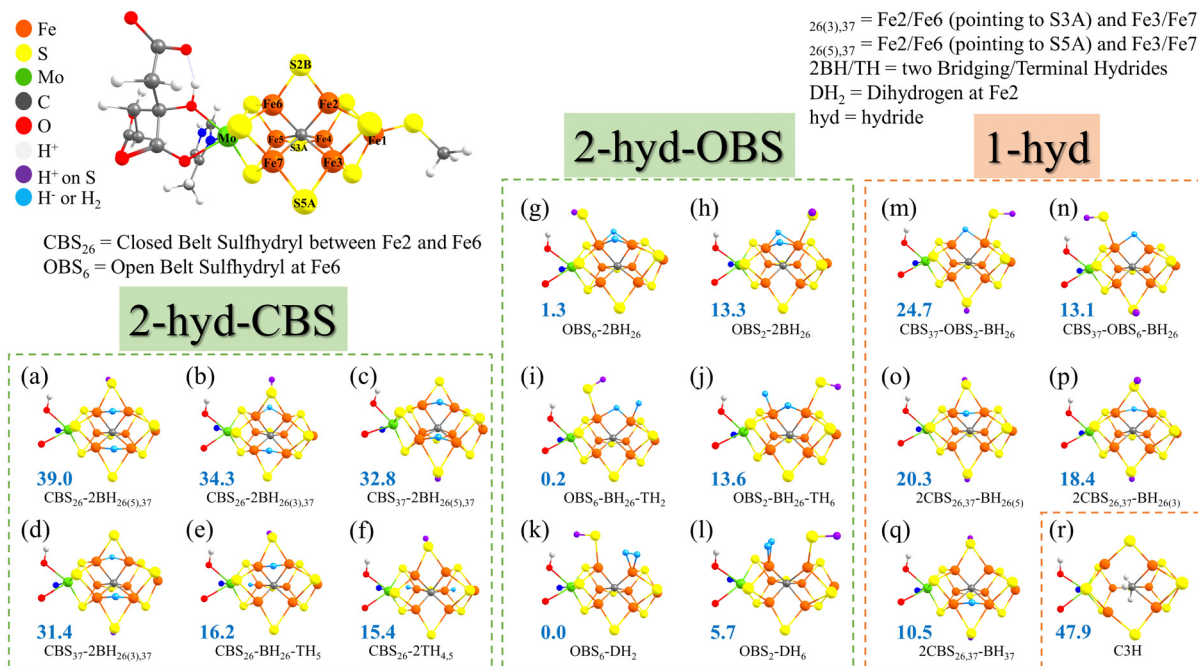 Fe
S
Mo
C
O
H⁺
H⁺ on S
H⁻ or H₂
S2B
Fe6
Fe2
Mo
Fe5
Fe4
Fe1
S3A
Fe7
Fe3
S5A
CBS₂₆ = Closed Belt Sulfhydryl between Fe2 and Fe6
OBS₆ = Open Belt Sulfhydryl at Fe6
₂₆₍₃₎,₃₇ = Fe2/Fe6 (pointing to S3A) and Fe3/Fe7
₂₆₍₅₎,₃₇ = Fe2/Fe6 (pointing to S5A) and Fe3/Fe7
2BH/TH = two Bridging/Terminal Hydrides
DH₂ = Dihydrogen at Fe2
hyd = hydride
2-hyd-CBS
(a) (b) (c)
39.0 34.3 32.8
CBS₂₆-2BH₂₆₍₅₎,₃₇ CBS₂₆-2BH₂₆₍₃₎,₃₇ CBS₃₇-2BH₂₆₍₅₎,₃₇
(d) (e) (f)
31.4 16.2 15.4
CBS₃₇-2BH₂₆₍₃₎,₃₇ CBS₂₆-BH₂₆-TH₅ CBS₂₆-2TH₄,₅
2-hyd-OBS
(g) (h)
1.3 13.3
OBS₆-2BH₂₆ OBS₂-2BH₂₆
(i) (j)
0.2 13.6
OBS₆-BH₂₆-TH₂ OBS₂-BH₂₆-TH₆
(k) (l)
0.0 5.7
OBS₆-DH₂ OBS₂-DH₆
1-hyd
(m) (n)
24.7 13.1
CBS₃₇-OBS₂-BH₂₆ CBS₃₇-OBS₆-BH₂₆
(o) (p)
20.3 18.4
2CBS₂₆,₃₇-BH₂₆₍₅₎ 2CBS₂₆,₃₇-BH₂₆₍₃₎
(q) (r)
10.5 47.9
2CBS₂₆,₃₇-BH₃₇ C3H